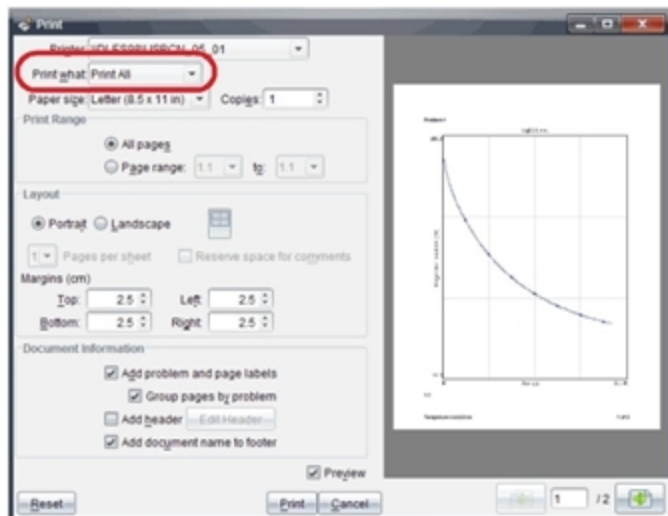 Print
Printer:
Print what: Print All
Paper size: Letter (8.5 x 11 in) Copies: 1
Print Range
All pages
Page range: 1.1 to: 1.1
Layout
Portrait Landscape
1 Pages per sheet Reserve space for comments
Margins (cm)
Top: 2.5 Left: 2.5
Bottom: 2.5 Right: 2.5
Document Information
Add problem and page labels
Group pages by problem
Add header Edit Header
Add document name to footer
Preview
Reset Print Cancel 1 / 2